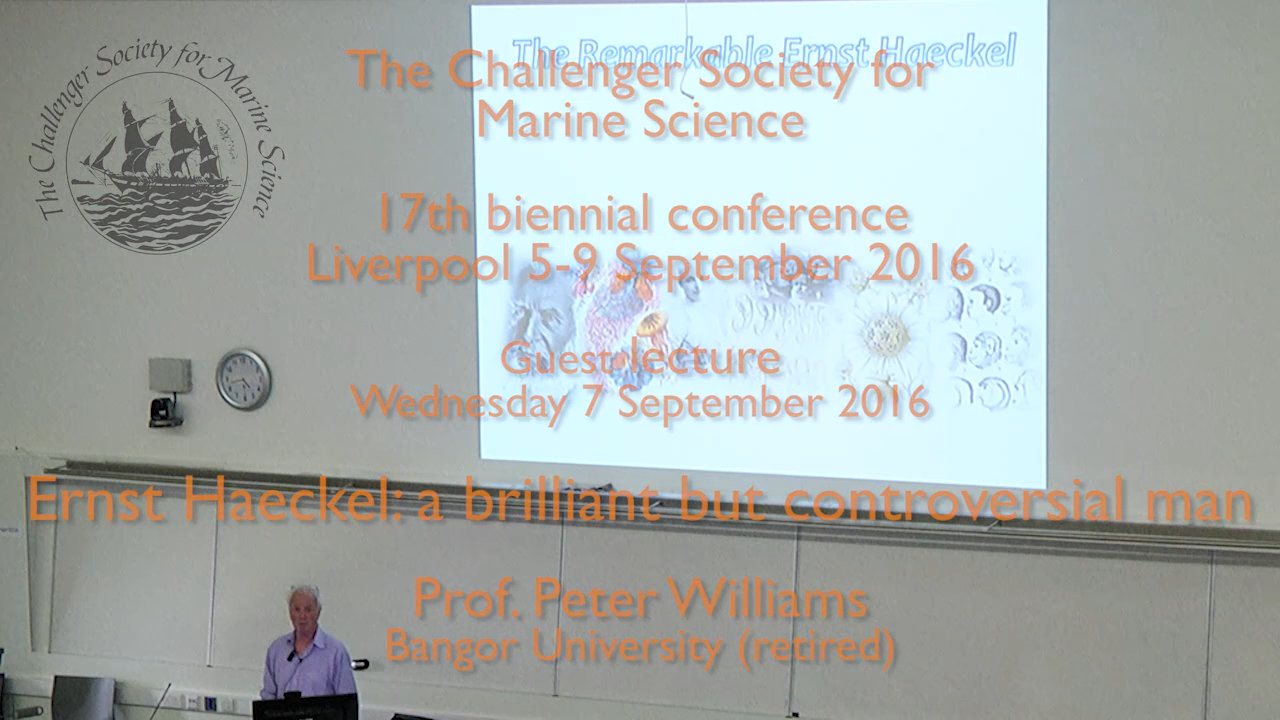 The Challenger Society for Marine Science
The Remarkable Ernst Haeckel
The Challenger Society for
Marine Science
17th biennial conference
Liverpool 5-9 September 2016
Guest lecture
Wednesday 7 September 2016
Ernst Haeckel: a brilliant but controversial man
Prof. Peter Williams
Bangor University (retired)